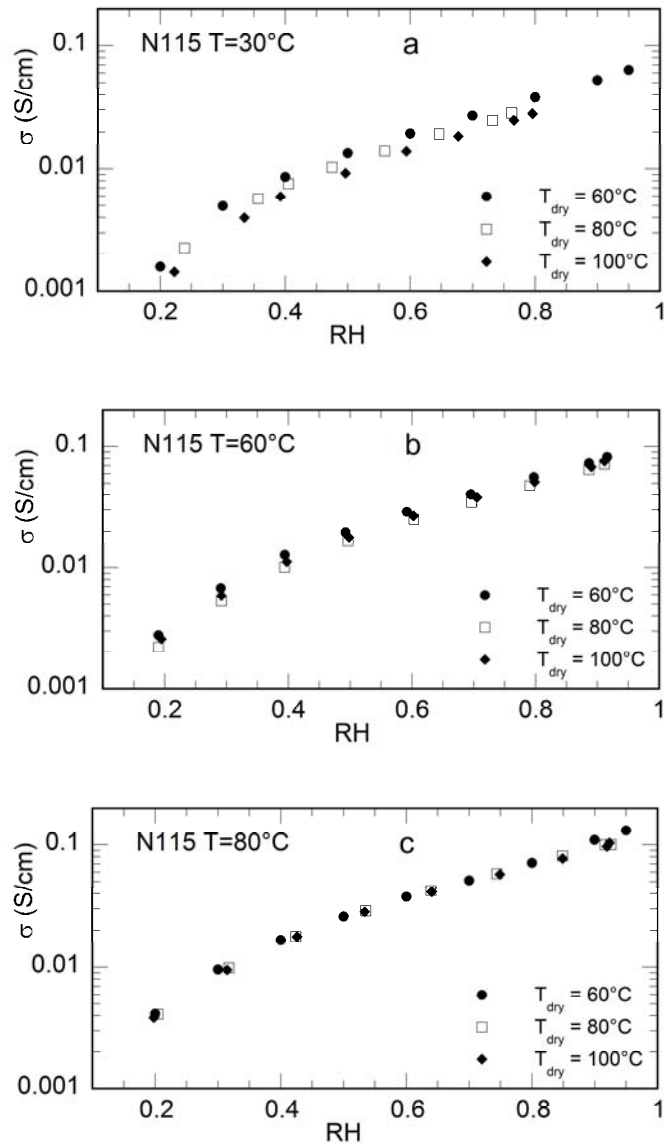 N115 T=30°C
a
0.1
0.01
0.001
σ (S/cm)
T_dry = 60°C
T_dry = 80°C
T_dry = 100°C
0.2 0.4 0.6 0.8 1
RH
N115 T=60°C
b
0.1
0.01
0.001
σ (S/cm)
T_dry = 60°C
T_dry = 80°C
T_dry = 100°C
0.2 0.4 0.6 0.8 1
RH
N115 T=80°C
c
0.1
0.01
0.001
σ (S/cm)
T_dry = 60°C
T_dry = 80°C
T_dry = 100°C
0.2 0.4 0.6 0.8 1
RH